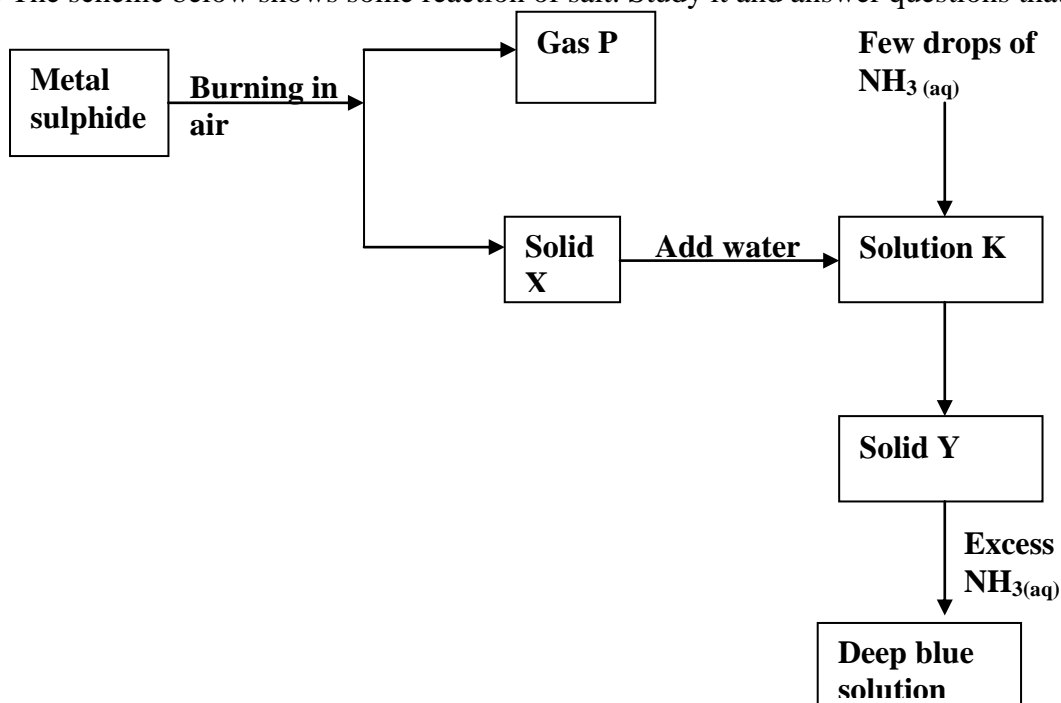 The scheme below shows some reaction of salt. Study it and answer questions that
Gas P
Few drops of
NH3 (aq)
Metal
sulphide
Burning in
air
Solid
X
Add water
Solution K
Solid Y
Excess
NH3(aq)
Deep blue
solution